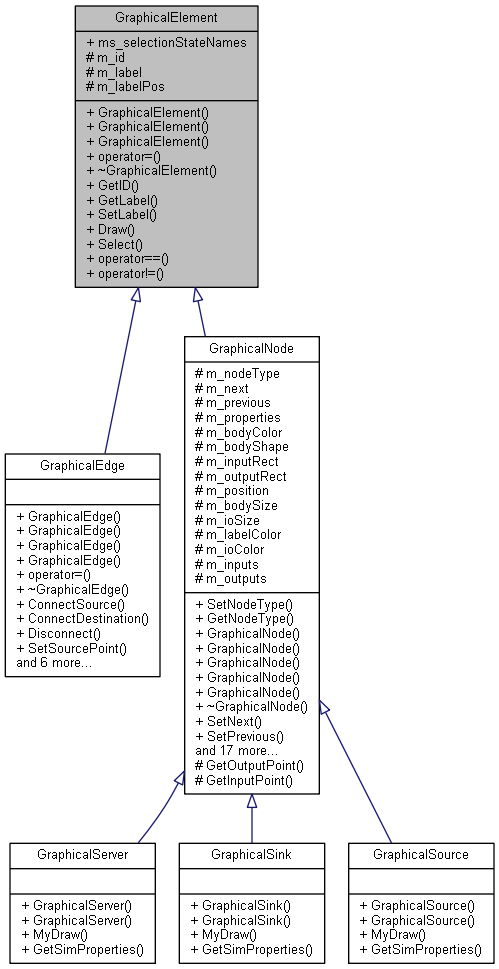 GraphicalElement
+ ms_selectionStateNames
# m_id
# m_label
# m_labelPos
+ GraphicalElement()
+ GraphicalElement()
+ GraphicalElement()
+ operator=()
+ ~GraphicalElement()
+ GetID()
+ GetLabel()
+ SetLabel()
+ Draw()
+ Select()
+ operator==()
+ operator!=()
GraphicalNode
# m_nodeType
# m_next
# m_previous
# m_properties
# m_bodyColor
# m_bodyShape
# m_inputRect
# m_outputRect
# m_position
# m_bodySize
# m_ioSize
# m_labelColor
# m_ioColor
# m_inputs
# m_outputs
+ SetNodeType()
+ GetNodeType()
+ GraphicalNode()
+ GraphicalNode()
+ GraphicalNode()
+ GraphicalNode()
+ GraphicalNode()
+ ~GraphicalNode()
+ SetNext()
+ SetPrevious()
and 17 more...
# GetOutputPoint()
# GetInputPoint()
GraphicalEdge
+ GraphicalEdge()
+ GraphicalEdge()
+ GraphicalEdge()
+ GraphicalEdge()
+ operator=()
+ ~GraphicalEdge()
+ ConnectSource()
+ ConnectDestination()
+ Disconnect()
+ SetSourcePoint()
and 6 more...
GraphicalServer
+ GraphicalServer()
+ GraphicalServer()
+ MyDraw()
+ GetSimProperties()
GraphicalSink
+ GraphicalSink()
+ GraphicalSink()
+ MyDraw()
+ GetSimProperties()
GraphicalSource
+ GraphicalSource()
+ GraphicalSource()
+ MyDraw()
+ GetSimProperties()